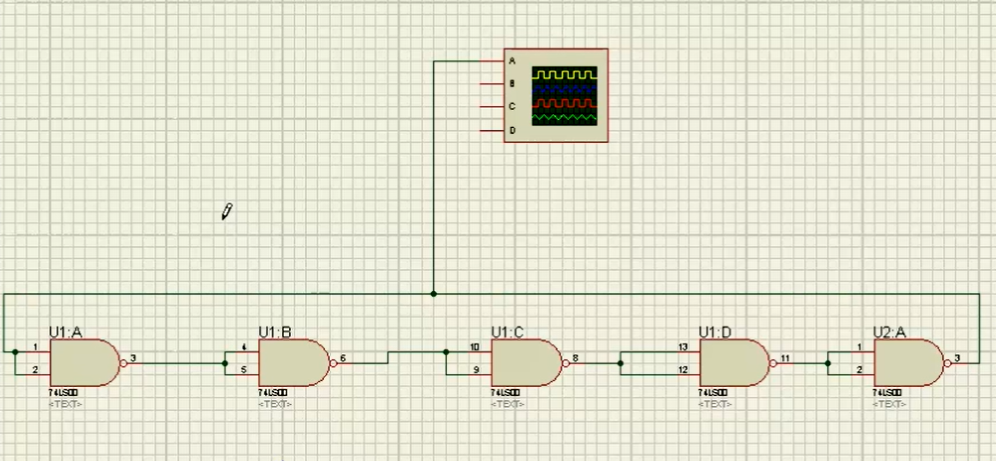 A
B
C
D
U1:A
1
2
3
74LS00
<TEXT>
U1:B
4
5
6
74LS00
<TEXT>
U1:C
10
9
8
74LS00
<TEXT>
U1:D
13
12
11
74LS00
<TEXT>
U2:A
1
2
3
74LS00
<TEXT>